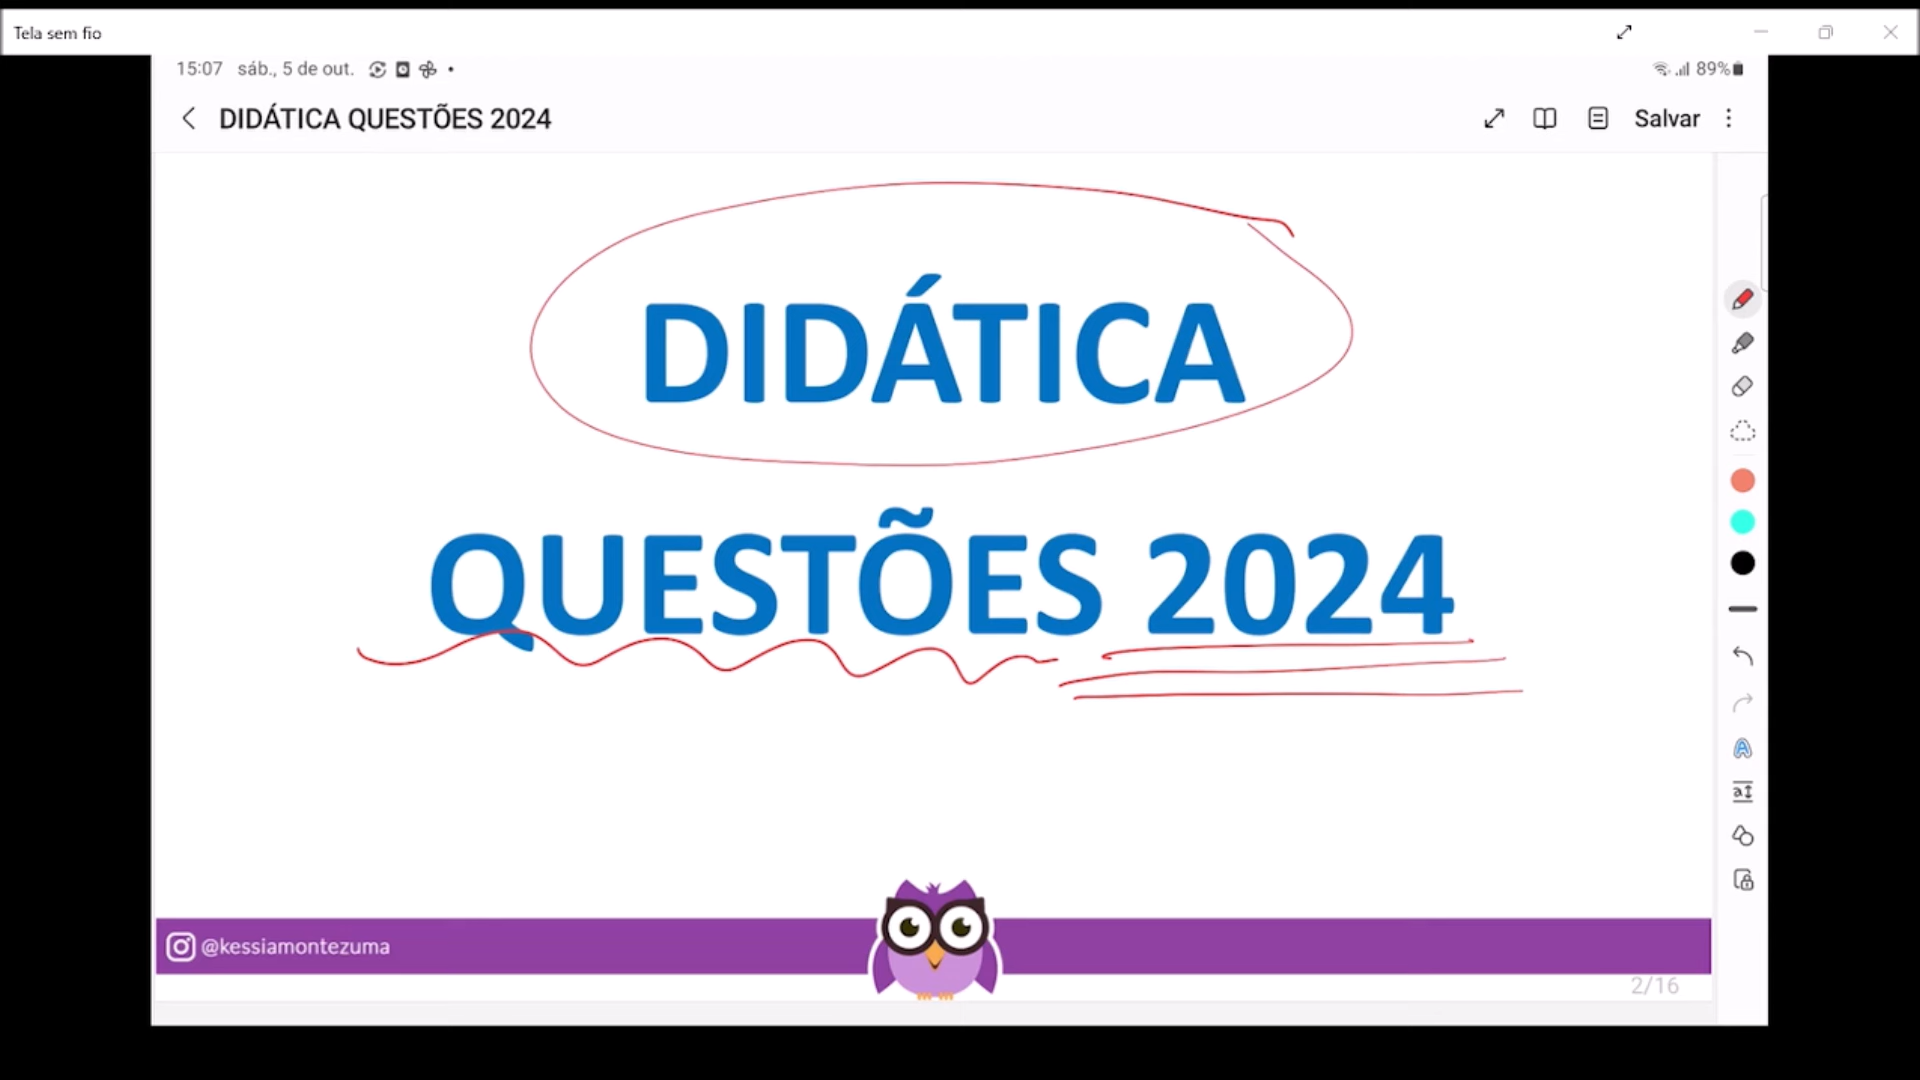 Tela sem fio
15:07 sáb., 5 de out. 89%
DIDÁTICA QUESTÕES 2024 Salvar
DIDÁTICA
QUESTÕES 2024
@kessiamontezuma
2/16